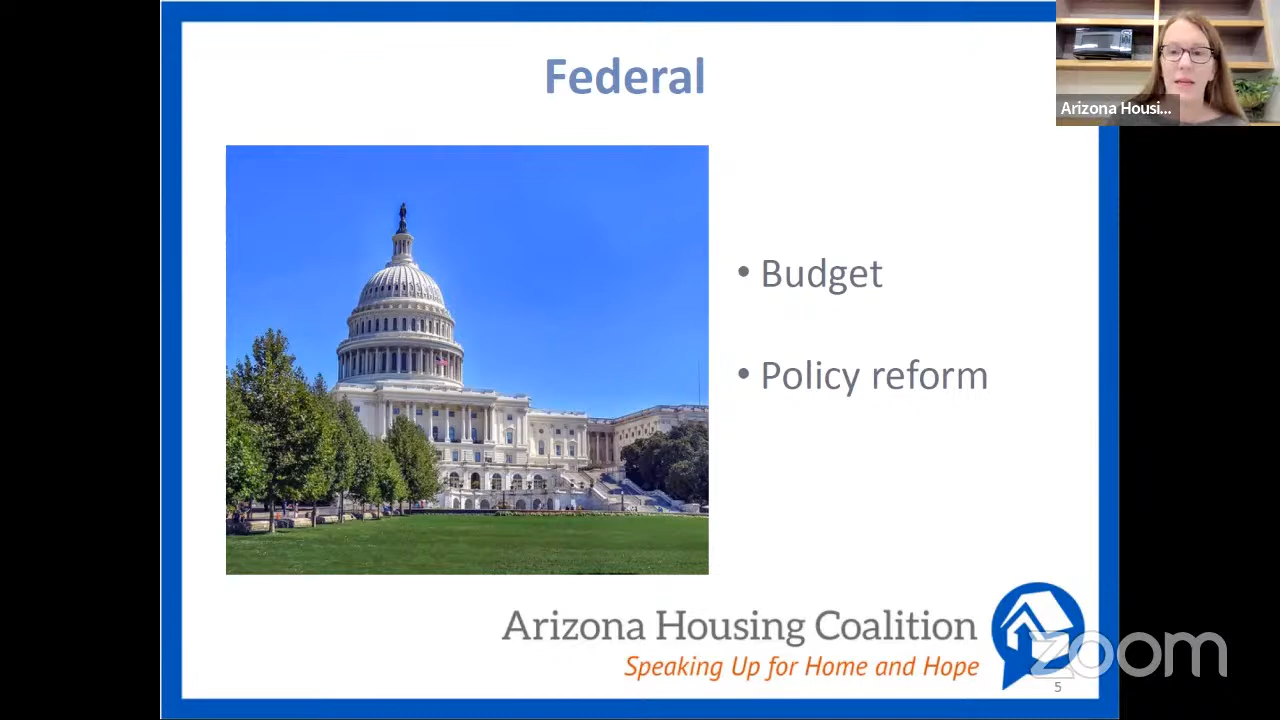 Federal
Arizona Housi...
• Budget
• Policy reform
Arizona Housing Coalition
Speaking Up for Home and Hope
zoom
5